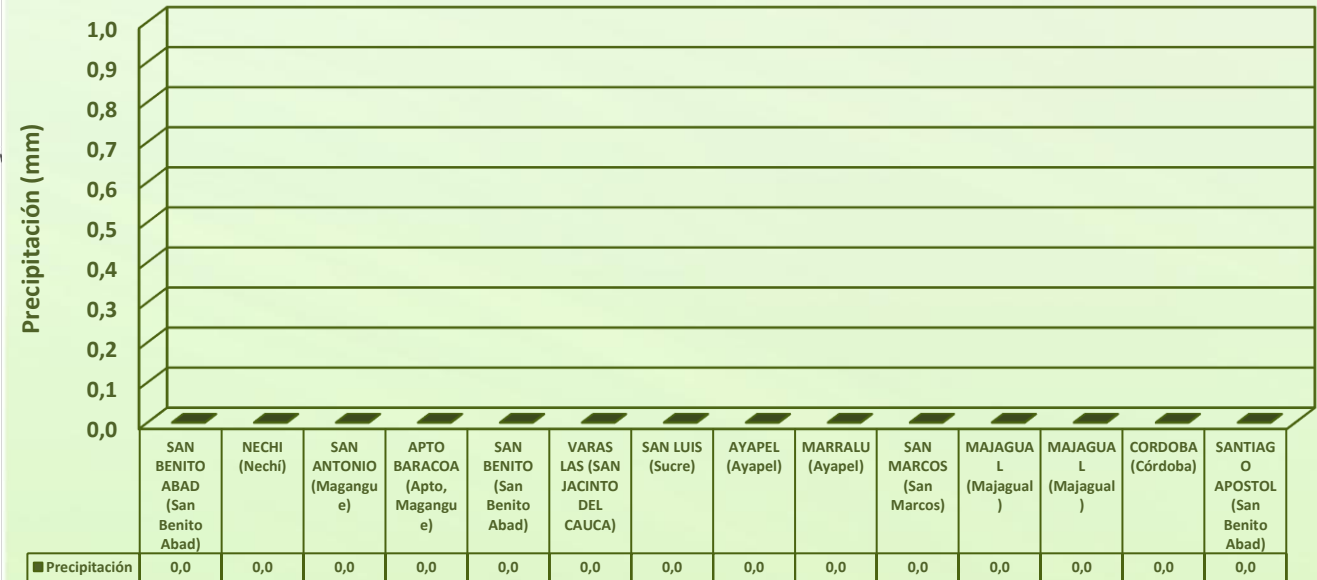 Precipitación (mm)
1,0
0,9
0,8
0,7
0,6
0,5
0,4
0,3
0,2
0,1
0,0
SAN
BENITO
ABAD
(San
Benito
Abad)
NECHI
(Nechí)
SAN
ANTONIO
(Magangu
e)
APTO
BARACOA
(Apto,
Magangu
e)
SAN
BENITO
(San
Benito
Abad)
VARAS
LAS (SAN
JACINTO
DEL
CAUCA)
SAN LUIS
(Sucre)
AYAPEL
(Ayapel)
MARRALU
(Ayapel)
SAN
MARCOS
(San
Marcos)
MAJAGUA
L
(Majagual
)
MAJAGUA
L
(Majagual
)
CORDOBA
(Córdoba)
SANTIAG
O
APOSTOL
(San
Benito
Abad)
Precipitación 0,0 0,0 0,0 0,0 0,0 0,0 0,0 0,0 0,0 0,0 0,0 0,0 0,0 0,0